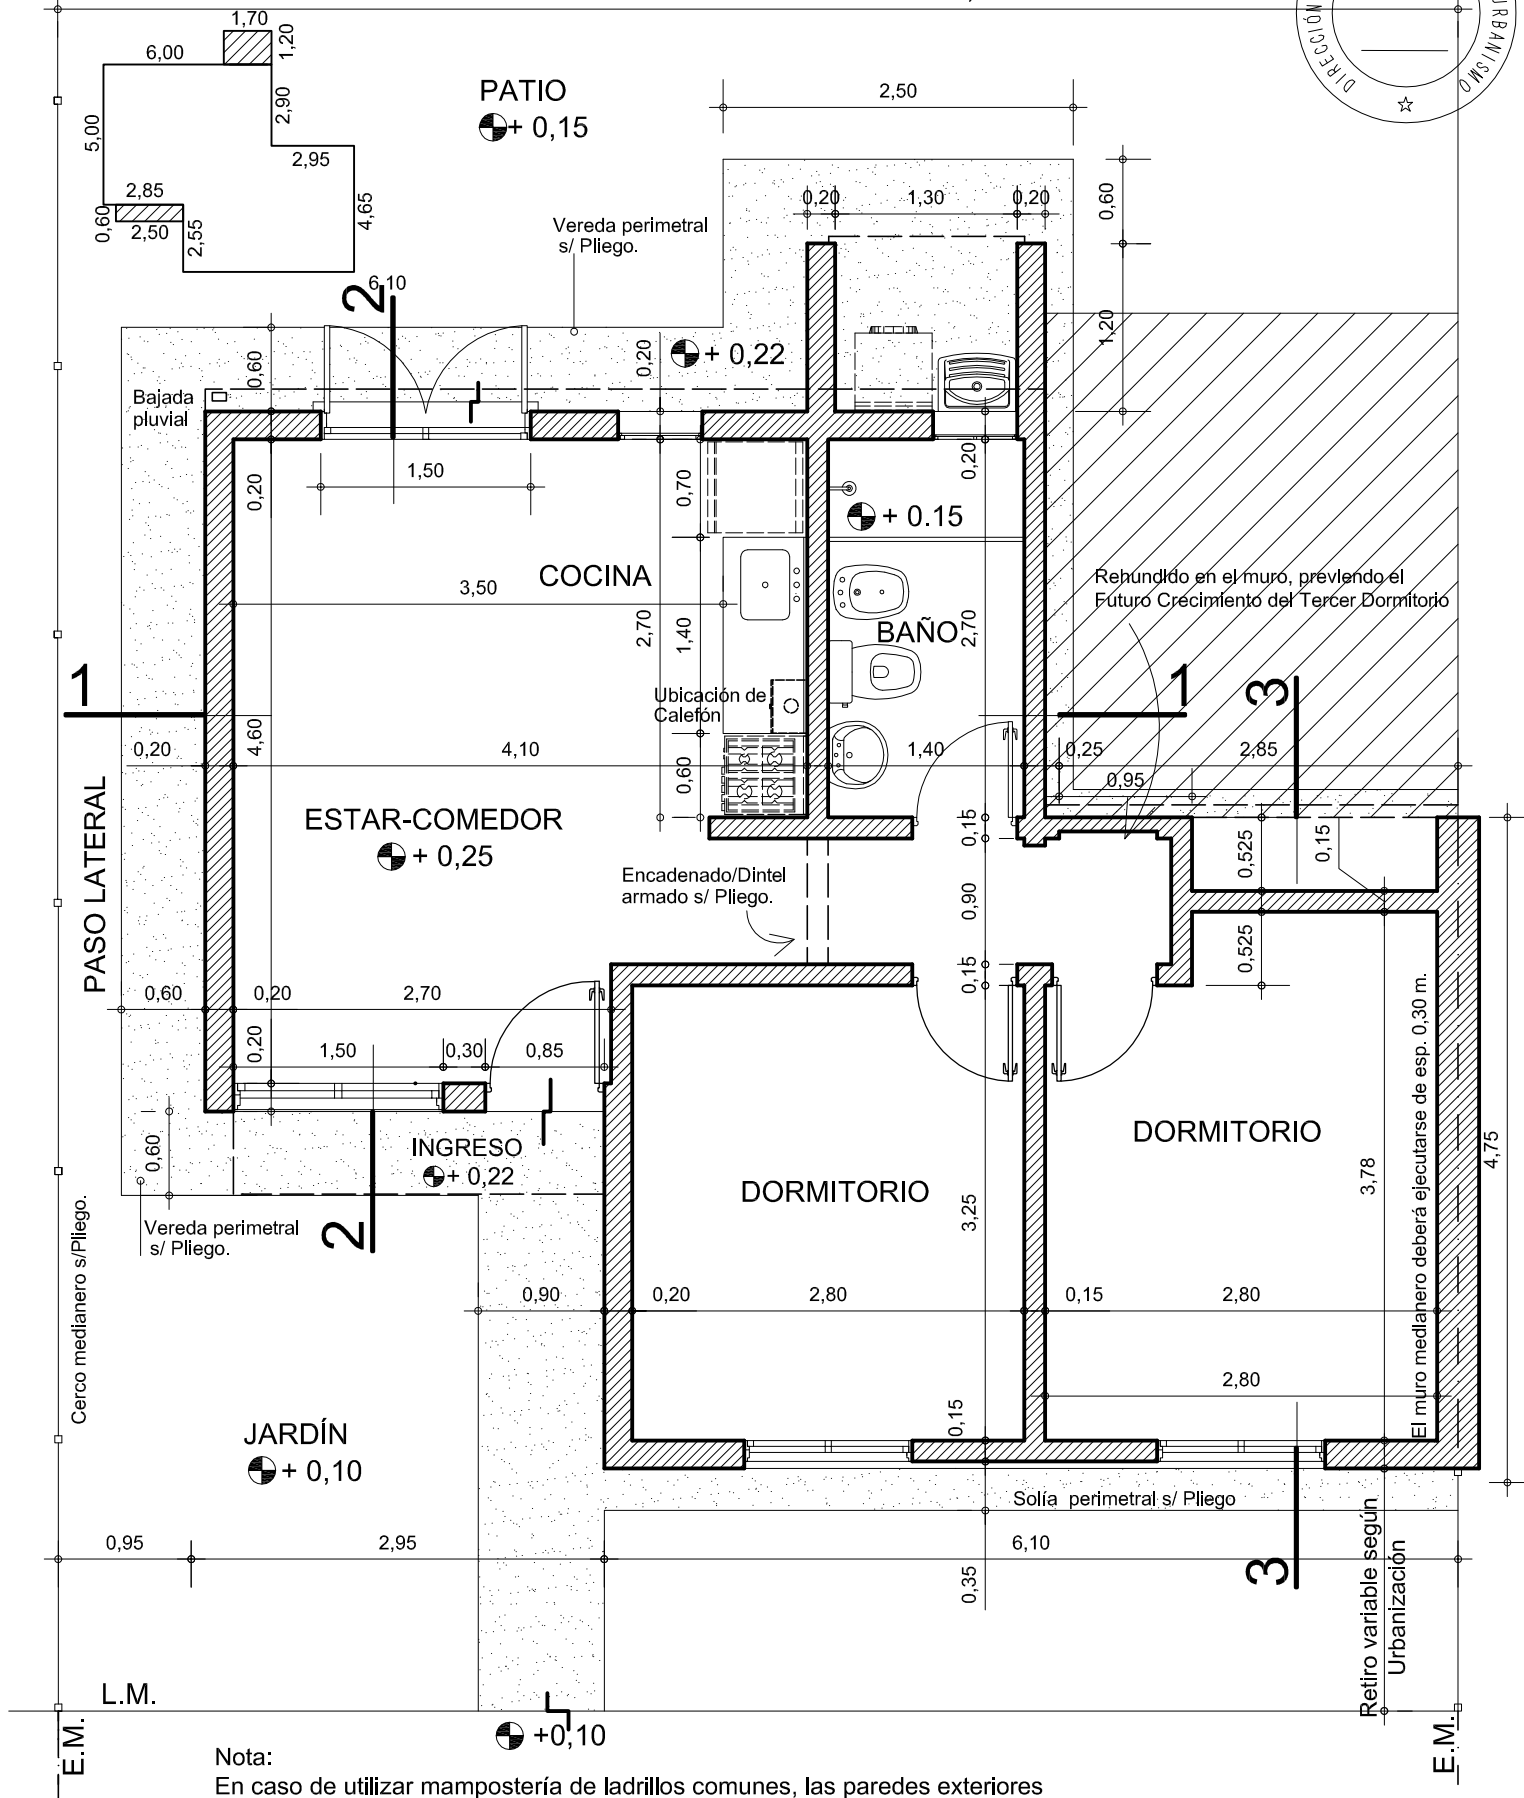 1,70
6,00
1,20
5,00
2,90
2,95
2,85
0,60
2,50
2,55
4,65
6,10
DIRECCIÓN
URBANISMO
PATIO
+ 0,15
2,50
0,20
1,30
0,20
0,60
Vereda perimetral
s/ Pliego.
2
1,20
0,60
0,20
+ 0,22
Bajada
pluvial
0,20
1,50
0,70
0,20
+ 0.15
COCINA
3,50
2,70
1,40
BAÑO
2,70
Rehundido en el muro, previendo el
Futuro Crecimiento del Tercer Dormitorio
1
1
3
Ubicación de
Calefón
0,20
4,60
4,10
0,60
1,40
0,25
2,85
0,95
PASO LATERAL
ESTAR-COMEDOR
+ 0,25
0,15
0,525
0,15
Encadenado/Dintel
armado s/ Pliego.
0,90
0,525
0,15
0,60
0,20
2,70
0,20
1,50
0,30
0,85
El muro medianero deberá ejecutarse de esp. 0,30 m.
INGRESO
+ 0,22
0,60
DORMITORIO
DORMITORIO
3,78
4,75
2
Vereda perimetral
s/ Pliego.
Cerco medianero s/Pliego.
3,25
0,90
0,20
2,80
0,15
2,80
2,80
0,15
JARDÍN
+ 0,10
Solía perimetral s/ Pliego
0,95
2,95
6,10
0,35
3
Retiro variable según
Urbanización
L.M.
E.M.
E.M.
+0,10
Nota:
En caso de utilizar mampostería de ladrillos comunes, las paredes exteriores